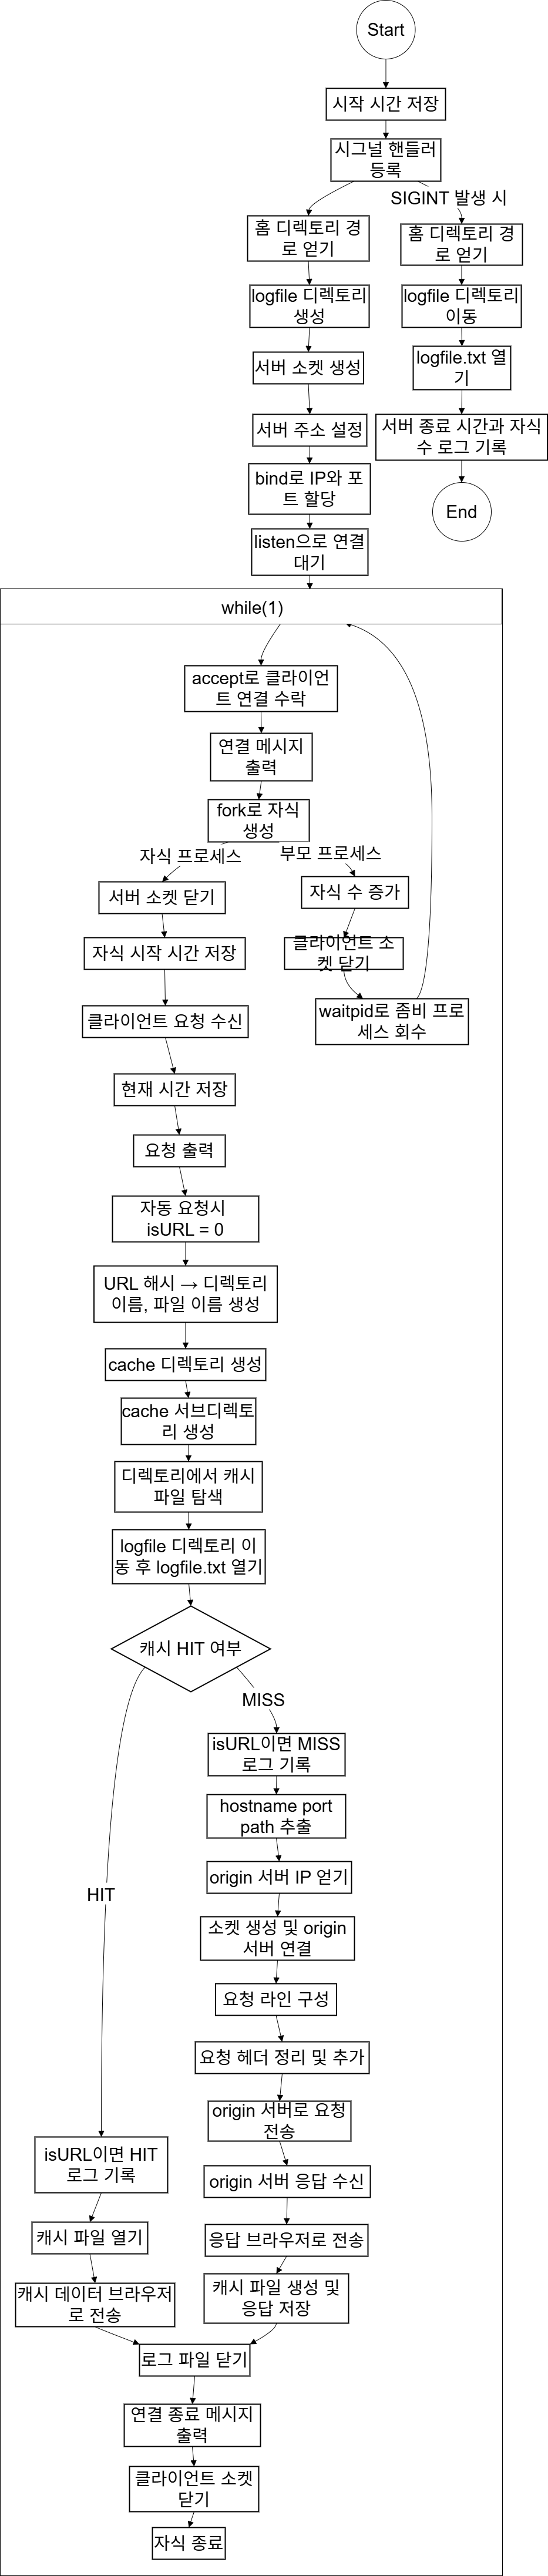 Start
시작 시간 저장
시그널 핸들러
등록
SIGINT 발생 시
홈 디렉토리 경
로 얻기
홈 디렉토리 경
로 얻기
logfile 디렉토리
생성
logfile 디렉토리
이동
서버 소켓 생성
logfile.txt 열
기
서버 주소 설정
서버 종료 시간과 자식
수 로그 기록
bind로 IP와 포
트 할당
End
listen으로 연결
대기
while(1)
accept로 클라이언
트 연결 수락
연결 메시지
출력
fork로 자식
생성
자식 프로세스
부모 프로세스
서버 소켓 닫기
자식 수 증가
자식 시작 시간 저장
클라이언트 소
켓 닫기
클라이언트 요청 수신
waitpid로 좀비 프로
세스 회수
현재 시간 저장
요청 출력
자동 요청시
isURL = 0
URL 해시 → 디렉토리
이름, 파일 이름 생성
cache 디렉토리 생성
cache 서브디렉토
리 생성
디렉토리에서 캐시
파일 탐색
logfile 디렉토리 이
동 후 logfile.txt 열기
캐시 HIT 여부
MISS
isURL이면 MISS
로그 기록
hostname port
path 추출
origin 서버 IP 얻기
HIT
소켓 생성 및 origin
서버 연결
요청 라인 구성
요청 헤더 정리 및 추가
origin 서버로 요청
전송
isURL이면 HIT
로그 기록
origin 서버 응답 수신
캐시 파일 열기
응답 브라우저로 전송
캐시 데이터 브라우저
로 전송
캐시 파일 생성 및
응답 저장
로그 파일 닫기
연결 종료 메시지
출력
클라이언트 소켓
닫기
자식 종료